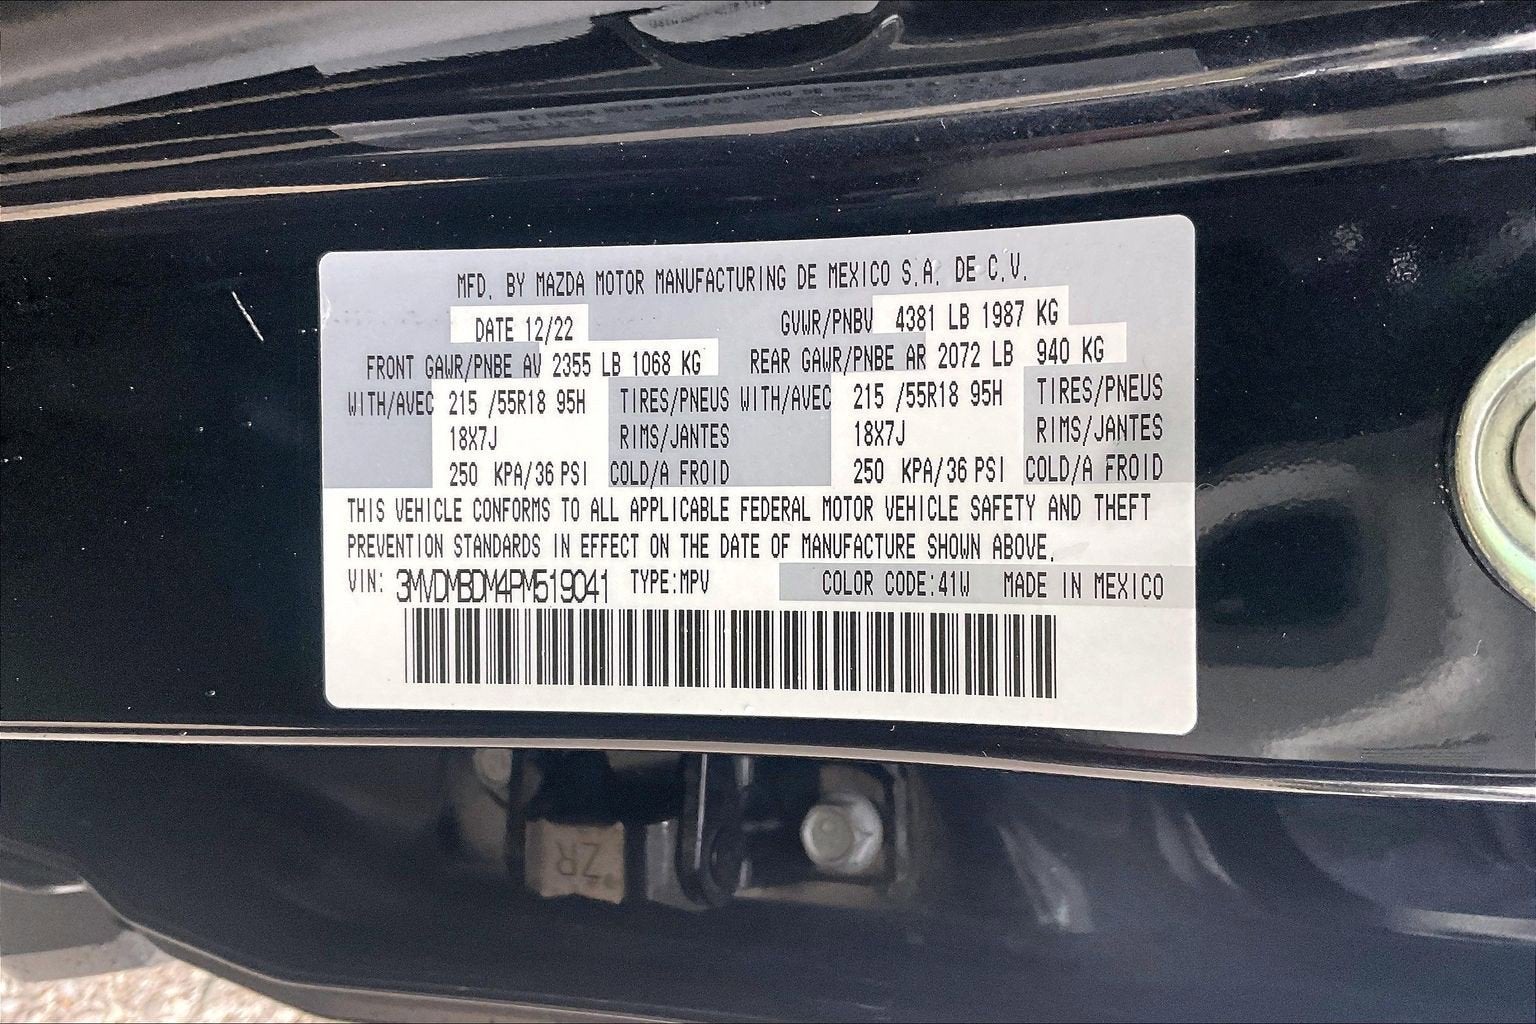 MFD. BY MAZDA MOTOR MANUFACTURING DE MEXICO S.A. DE C.V.
DATE 12/22 GVWR/PNBV 4381 LB 1987 KG
FRONT GAWR/PNBE AV 2355 LB 1068 KG REAR GAWR/PNBE AR 2072 LB 940 KG
WITH/AVEC 215 /55R18 95H TIRES/PNEUS WITH/AVEC 215 /55R18 95H TIRES/PNEUS
18X7J RIMS/JANTES 18X7J RIMS/JANTES
250 KPA/36 PSI COLD/A FROID 250 KPA/36 PSI COLD/A FROID
THIS VEHICLE CONFORMS TO ALL APPLICABLE FEDERAL MOTOR VEHICLE SAFETY AND THEFT
PREVENTION STANDARDS IN EFFECT ON THE DATE OF MANUFACTURE SHOWN ABOVE.
VIN: 3MVDMBDM4PM519041 TYPE:MPV COLOR CODE:41W MADE IN MEXICO
ZR